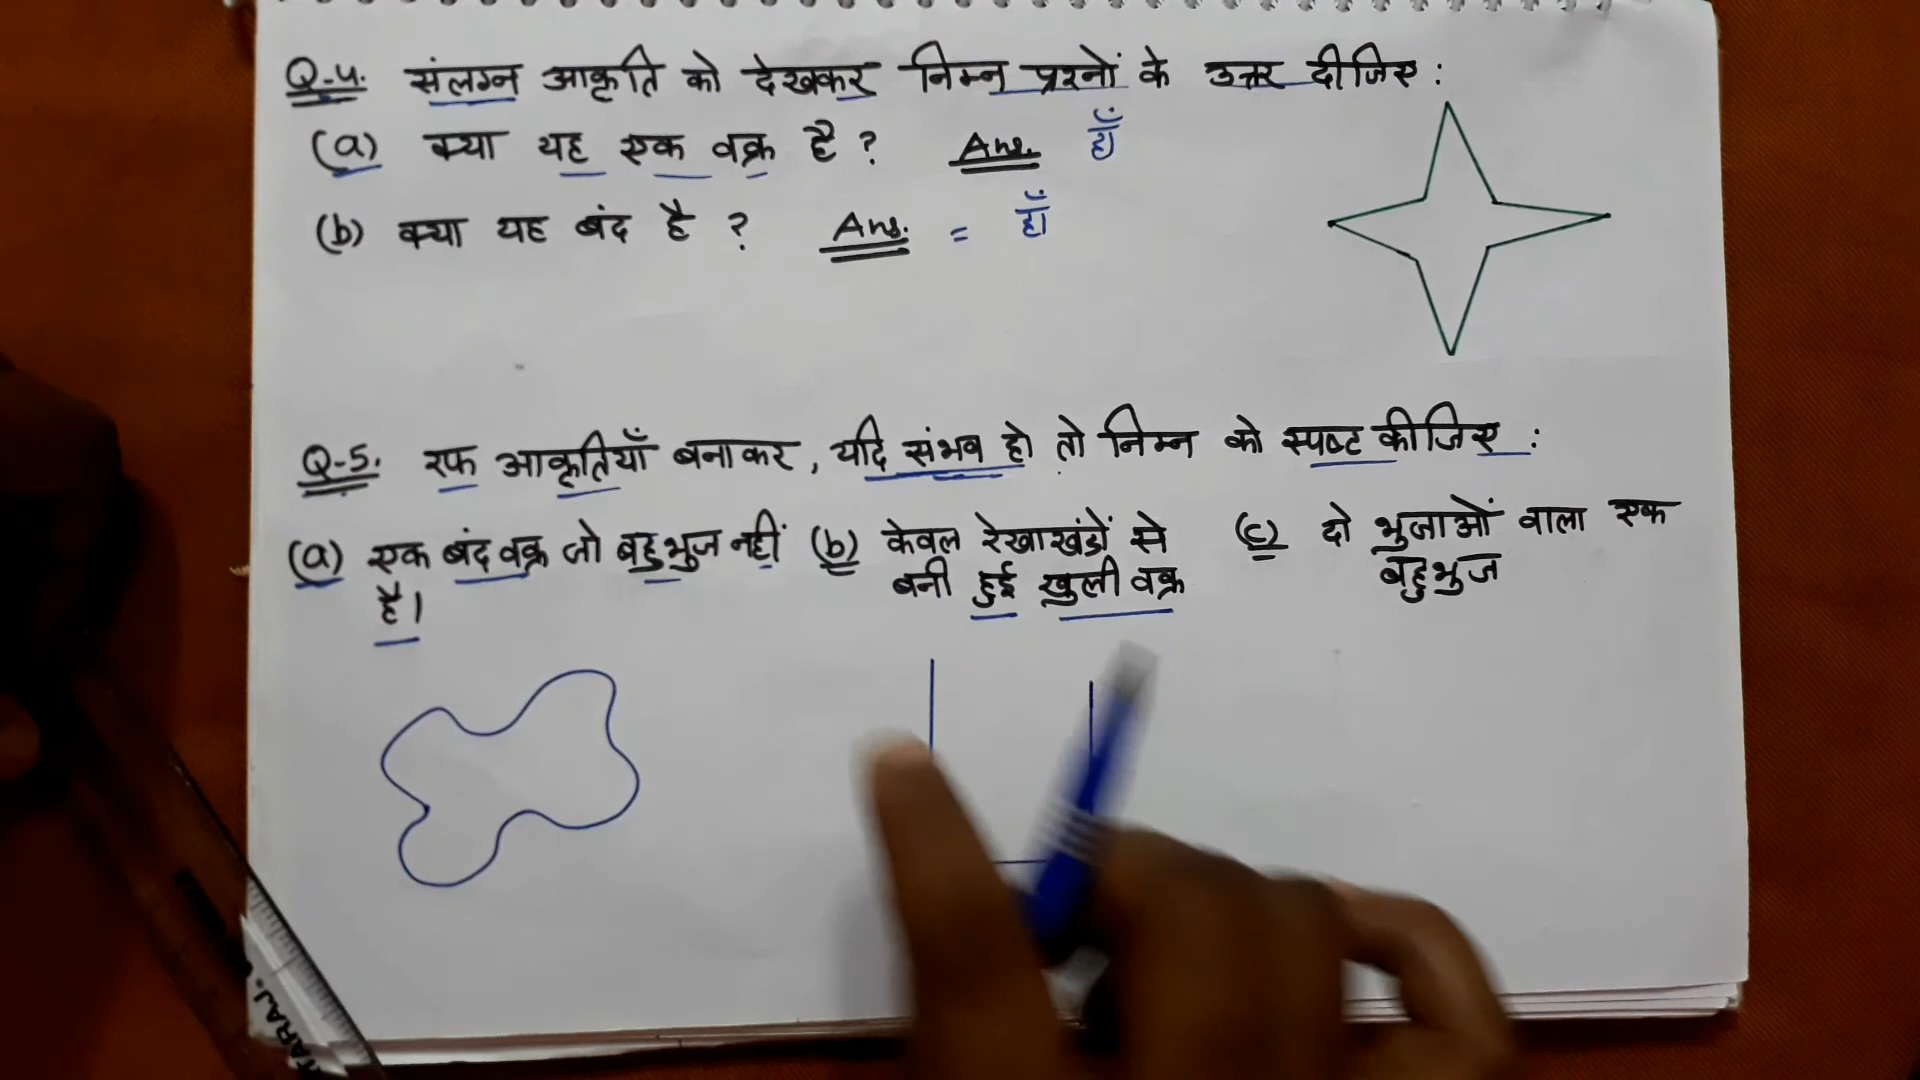 Q-4. संलग्न आकृति को देखकर निम्न प्रश्नों के उत्तर दीजिए :
(a) क्या यह एक वक्र है ? Ans. हाँ
(b) क्या यह बंद है ? Ans. = हाँ
Q-5. रफ आकृतियाँ बनाकर, यदि संभव हो तो निम्न को स्पष्ट कीजिए :
(a) एक बंद वक्र जो बहुभुज नहीं
है।
(b) केवल रेखाखंडों से
बनी हुई खुली वक्र
(c) दो भुजाओं वाला एक
बहुभुज